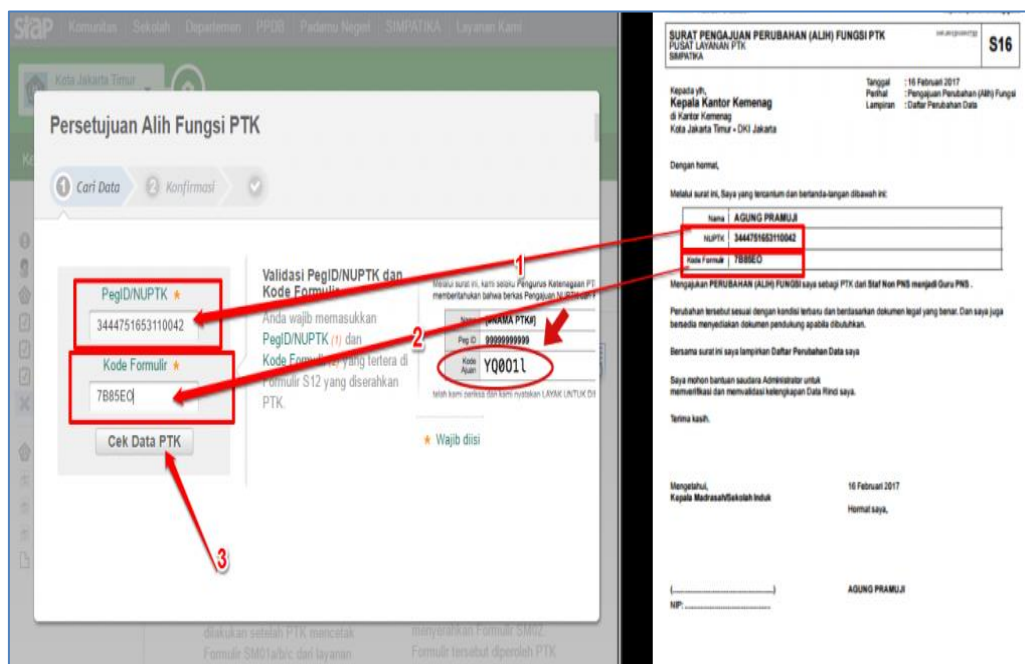 siap Komunitas Sekolah Departemen PPDB Padamu Negeri SIMPATIKA Layanan Kami
Kota Jakarta Timur
Persetujuan Alih Fungsi PTK
1 Cari Data 2 Konfirmasi
PegID/NUPTK *
3444751653110042
Kode Formulir *
7B85EO
Cek Data PTK
Validasi PegID/NUPTK dan
Kode Formulir
Anda wajib memasukkan
PegID/NUPTK (1) dan
Kode Formulir (2) yang tertera di
Formulir S12 yang diserahkan
PTK.
Melalui surat ini, kami selaku Pengurus Ketenagaan PT
memberitahukan bahwa berkas Pengajuan NUPTK dari
Nama [#NAMA PTK#]
Peg ID 99999999999
Kode Ajuan YQ001l
telah kami periksa dan kami nyatakan LAYAK UNTUK DI
* Wajib diisi
1
2
3
dilakukan setelah PTK mencetak
Formulir SM01a/b/c dari layanan
menyerahkan Formulir SM02.
Formulir tersebut diperoleh PTK
SURAT PENGAJUAN PERUBAHAN (ALIH) FUNGSI PTK
PUSAT LAYANAN PTK
SIMPATIKA
S16
Kepada yth,
Kepala Kantor Kemenag
di Kantor Kemenag
Kota Jakarta Timur - DKI Jakarta
Tanggal : 16 Februari 2017
Perihal : Pengajuan Perubahan (Alih) Fungsi
Lampiran : Daftar Perubahan Data
Dengan hormat,
Melalui surat ini, Saya yang tercantum dan bertanda-tangan dibawah ini:
Nama AGUNG PRAMUJI
NUPTK 3444751653110042
Kode Formulir 7B85EO
Mengajukan PERUBAHAN (ALIH) FUNGSI saya sebagi PTK dari Staf Non PNS menjadi Guru PNS .
Perubahan tersebut sesuai dengan kondisi terbaru dan berdasarkan dokumen legal yang benar. Dan saya juga
bersedia menyediakan dokumen pendukung apabila dibutuhkan.
Bersama surat ini saya lampirkan Daftar Perubahan Data saya
Saya mohon bantuan saudara Administrator untuk
memverifikasi dan memvalidasi kelengkapan Data Rinci saya.
Terima kasih.
Mengetahui,
Kepala Madrasah/Sekolah Induk
16 Februari 2017
Hormat saya,
(........................................)
NIP: ...................................
AGUNG PRAMUJI